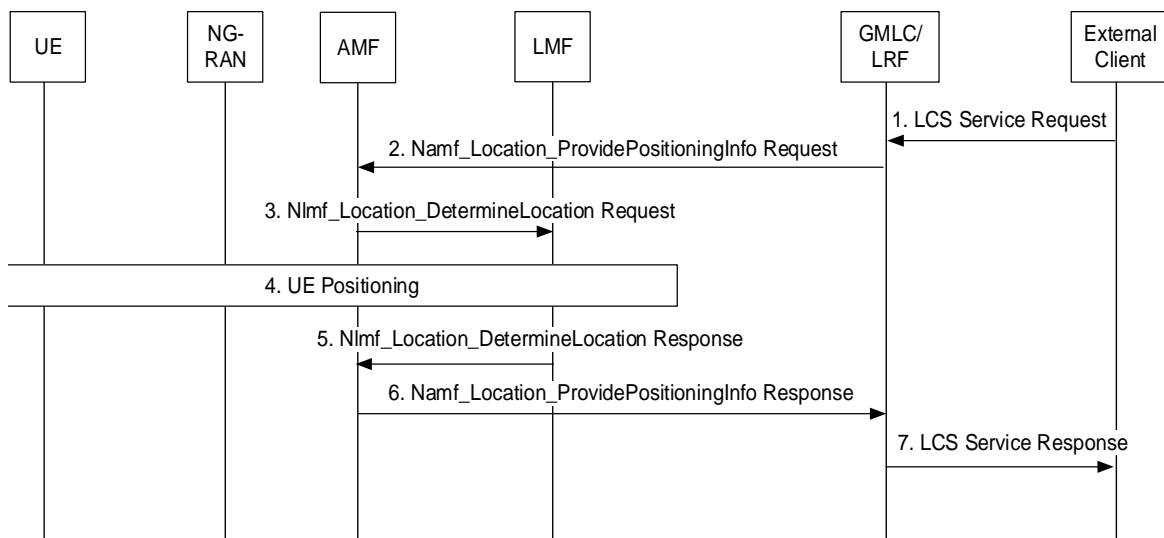 UE
NG-
RAN
AMF
LMF
GMLC/
LRF
External
Client
1. LCS Service Request
2. Namf_Location_ProvidePositioningInfo Request
3. Nlmf_Location_DetermineLocation Request
4. UE Positioning
5. Nlmf_Location_DetermineLocation Response
6. Namf_Location_ProvidePositioningInfo Response
7. LCS Service Response